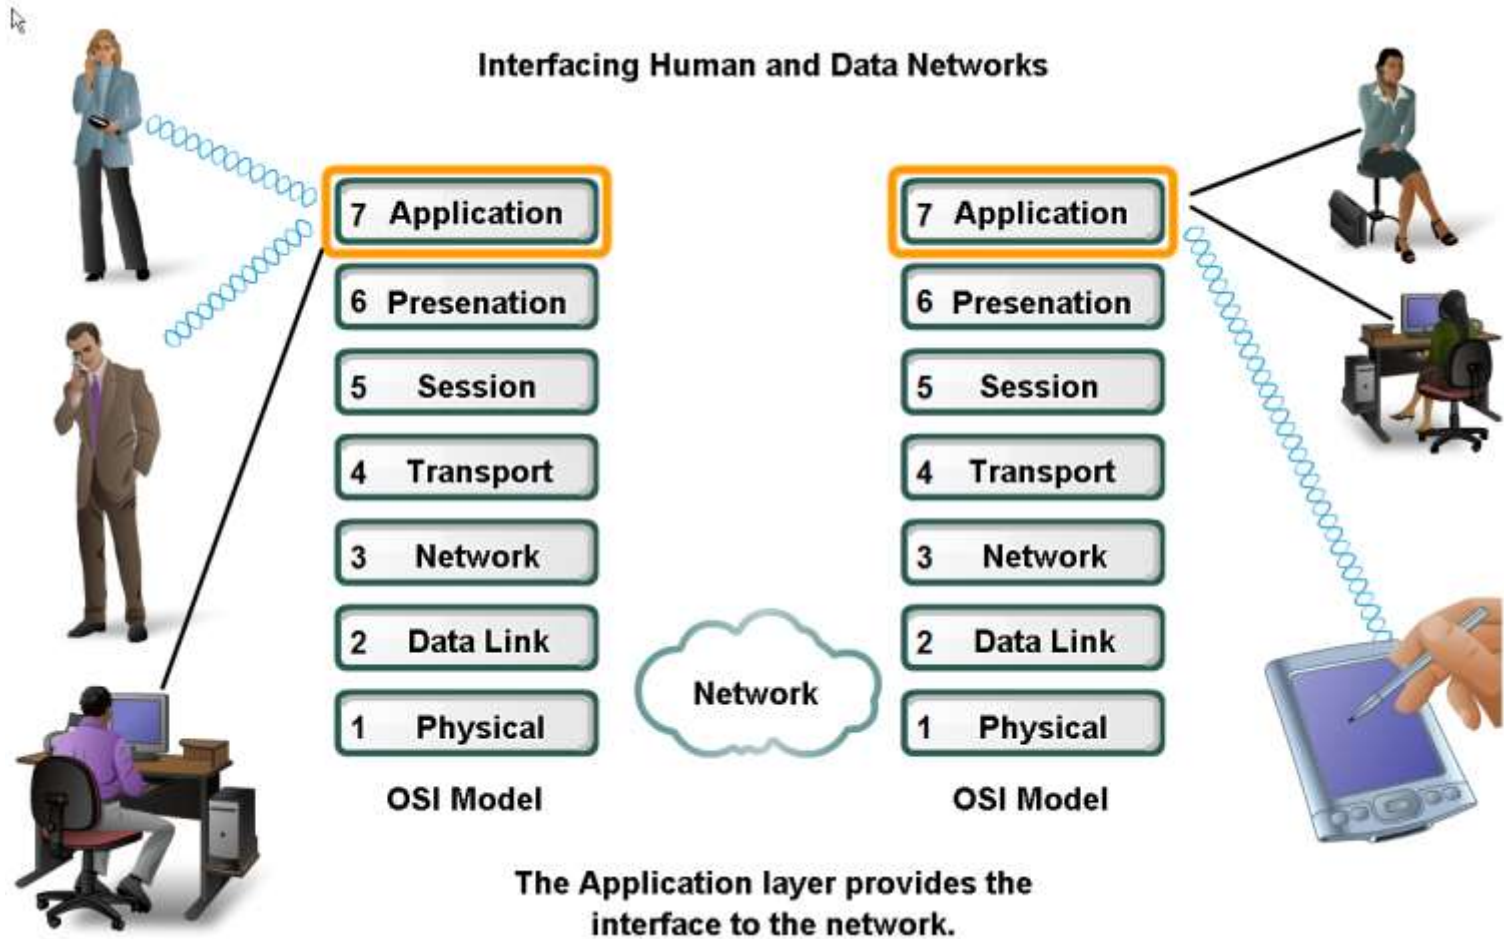 Interfacing Human and Data Networks
7 Application
6 Presenation
5 Session
4 Transport
3 Network
2 Data Link
1 Physical
OSI Model
Network
7 Application
6 Presenation
5 Session
4 Transport
3 Network
2 Data Link
1 Physical
OSI Model
The Application layer provides the
interface to the network.